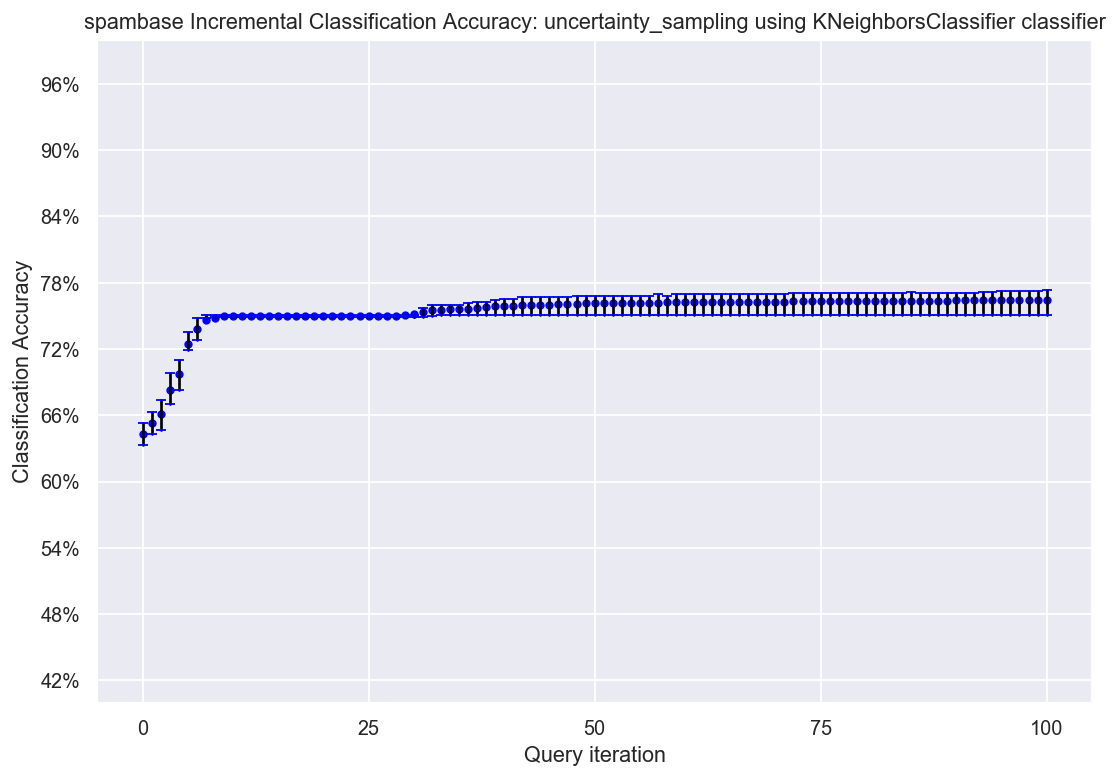 spambase Incremental Classification Accuracy: uncertainty_sampling using KNeighborsClassifier classifier
96%
90%
84%
78%
72%
66%
60%
54%
48%
42%
Classification Accuracy
0 25 50 75 100
Query iteration